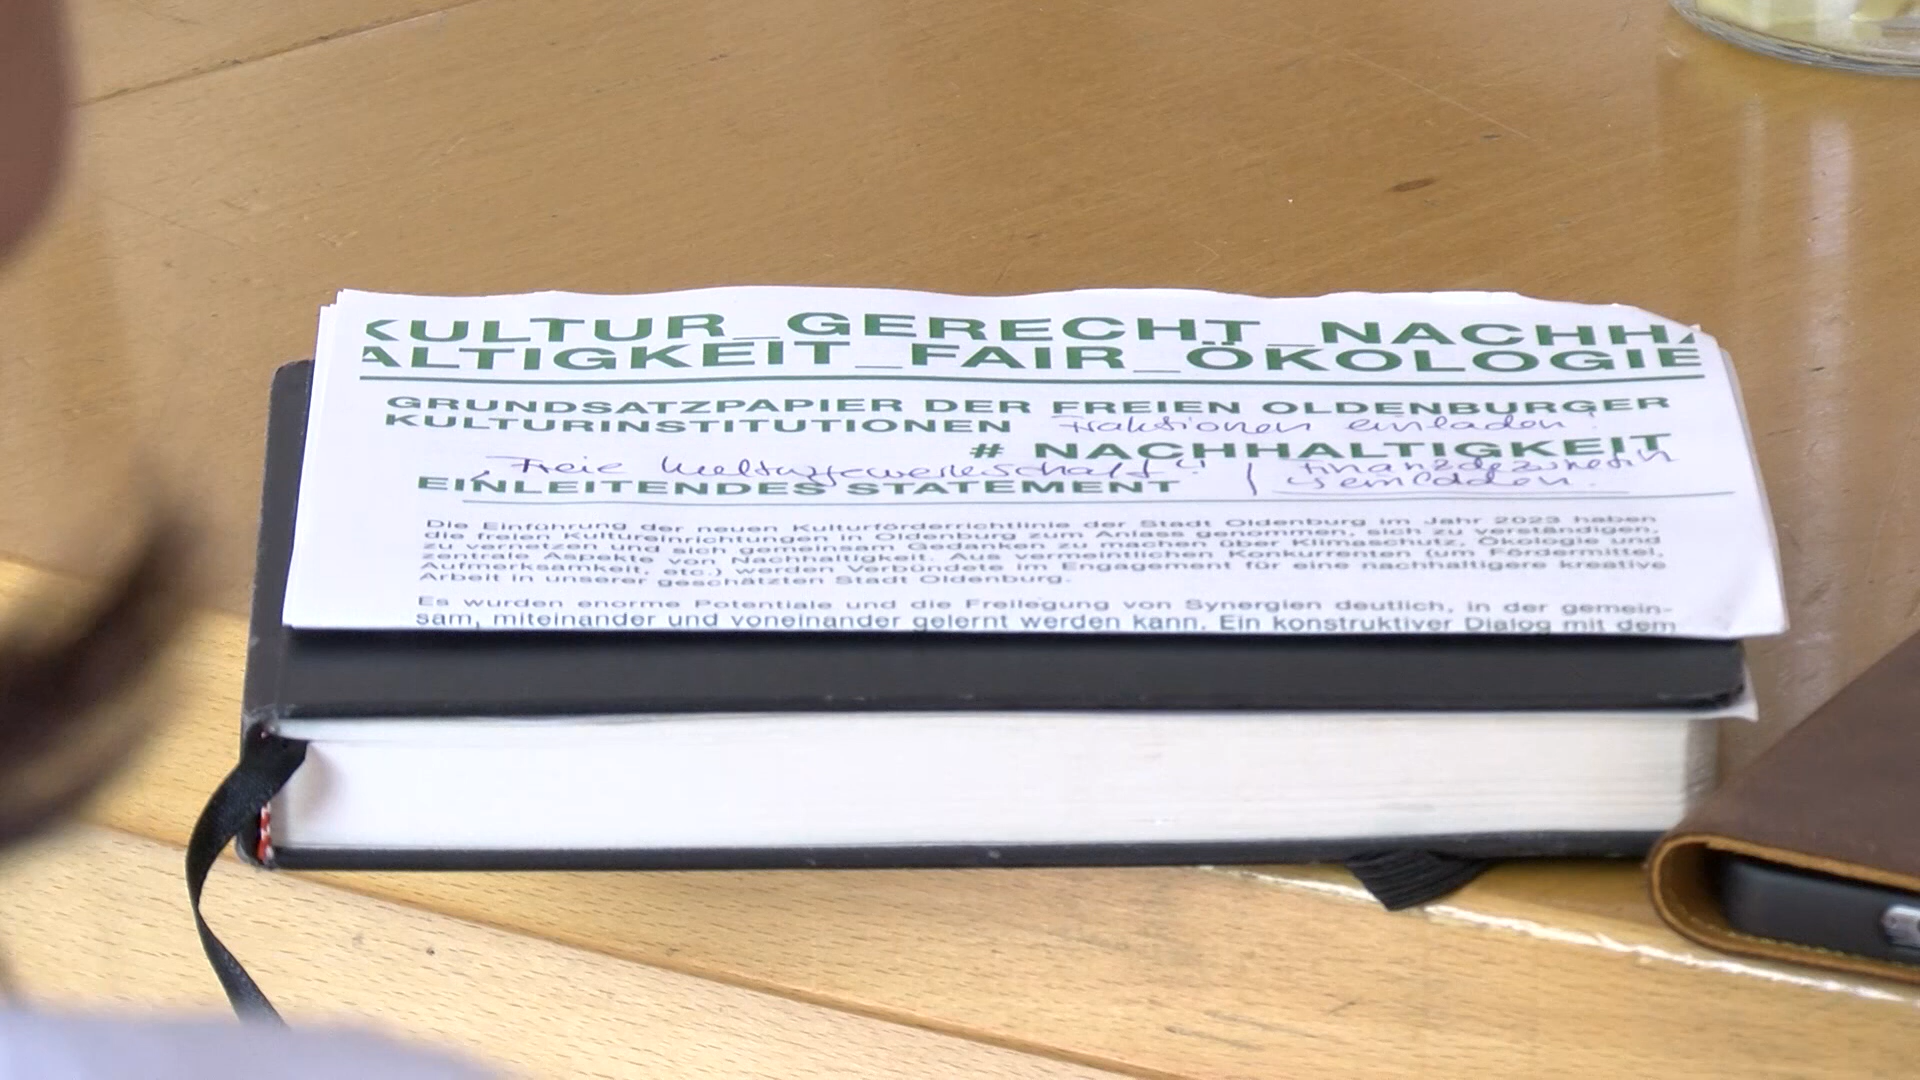 KULTUR_GERECHT_NACHHA
ALTIGKEIT_FAIR_ÖKOLOGIE
GRUNDSATZPAPIER DER FREIEN OLDENBURGER
KULTURINSTITUTIONEN Fraktionen einladen!
# NACHHALTIGKEIT
"Freie Kulturgewerkschaft"? | Finanzdezernentin
EINLEITENDES STATEMENT einladen.
Die Einführung der neuen Kulturförderrichtlinie der Stadt Oldenburg im Jahr 2023 haben
die freien Kultureinrichtungen in Oldenburg zum Anlass genommen, sich zu verständigen,
zu vernetzen und sich gemeinsam Gedanken zu machen über Klimaschutz, Ökologie und
zentrale Aspekte von Nachhaltigkeit. Aus vermeintlichen Konkurrenten (um Fördermittel,
Aufmerksamkeit, etc.) werden Verbündete im Engagement für eine nachhaltigere kreative
Arbeit in unserer geschätzten Stadt Oldenburg.
Es wurden enorme Potentiale und die Freilegung von Synergien deutlich, in der gemein-
sam, miteinander und voneinander gelernt werden kann. Ein konstruktiver Dialog mit dem